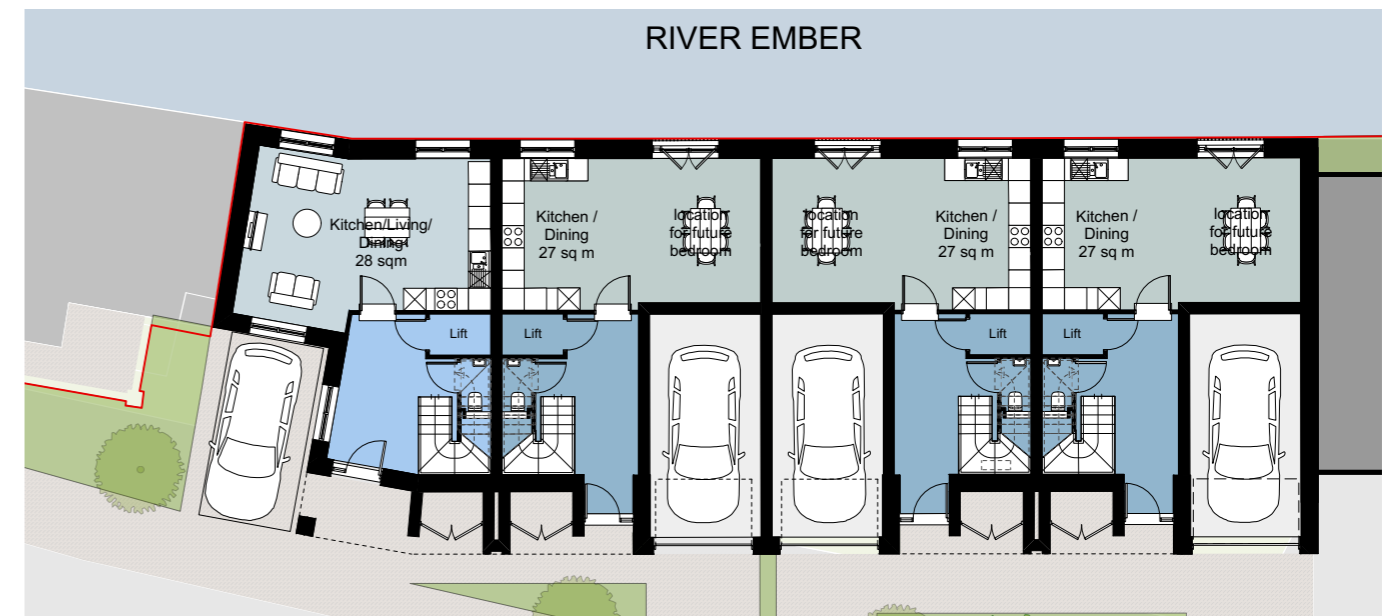 RIVER EMBER
Kitchen/Living/
Dining
28 sqm
Kitchen /
Dining
27 sq m
location
for future
bedroom
location
for future
bedroom
Kitchen /
Dining
27 sq m
Kitchen /
Dining
27 sq m
location
for future
bedroom
Lift
Lift
Lift
Lift